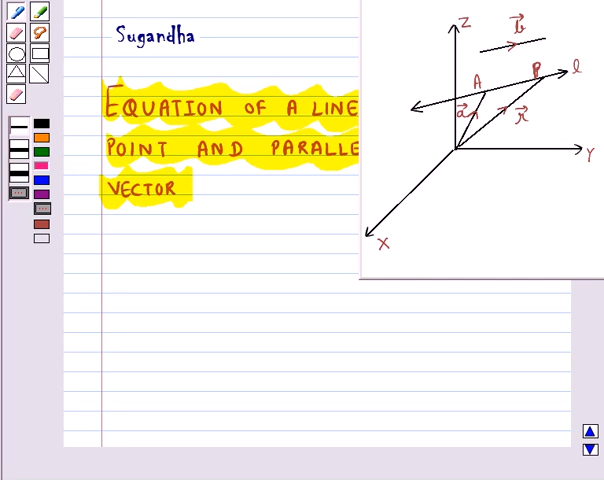 Sugandha
EQUATION OF A LINE
POINT AND PARALLE
VECTOR
Z
b
A
P
l
a
r
Y
X